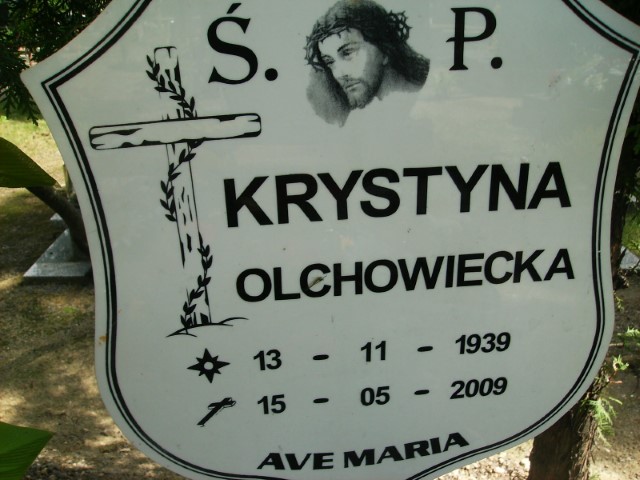 Ś. P.
KRYSTYNA
OLCHOWIECKA
13 - 11 - 1939
15 - 05 - 2009
AVE MARIA